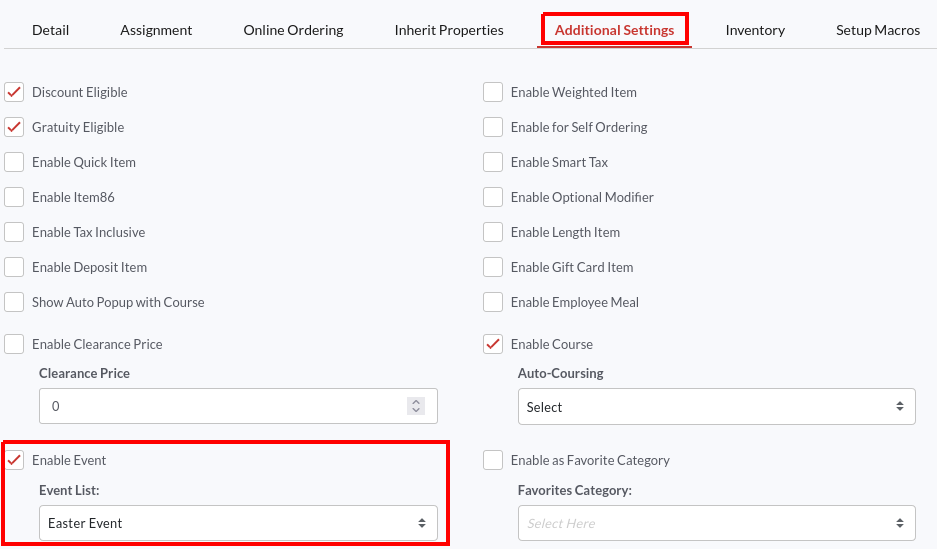 Detail Assignment Online Ordering Inherit Properties Additional Settings Inventory Setup Macros
Discount Eligible Enable Weighted Item
Gratuity Eligible Enable for Self Ordering
Enable Quick Item Enable Smart Tax
Enable Item86 Enable Optional Modifier
Enable Tax Inclusive Enable Length Item
Enable Deposit Item Enable Gift Card Item
Show Auto Popup with Course Enable Employee Meal
Enable Clearance Price Enable Course
Clearance Price Auto-Coursing
0 Select
Enable Event Enable as Favorite Category
Event List: Favorites Category:
Easter Event Select Here